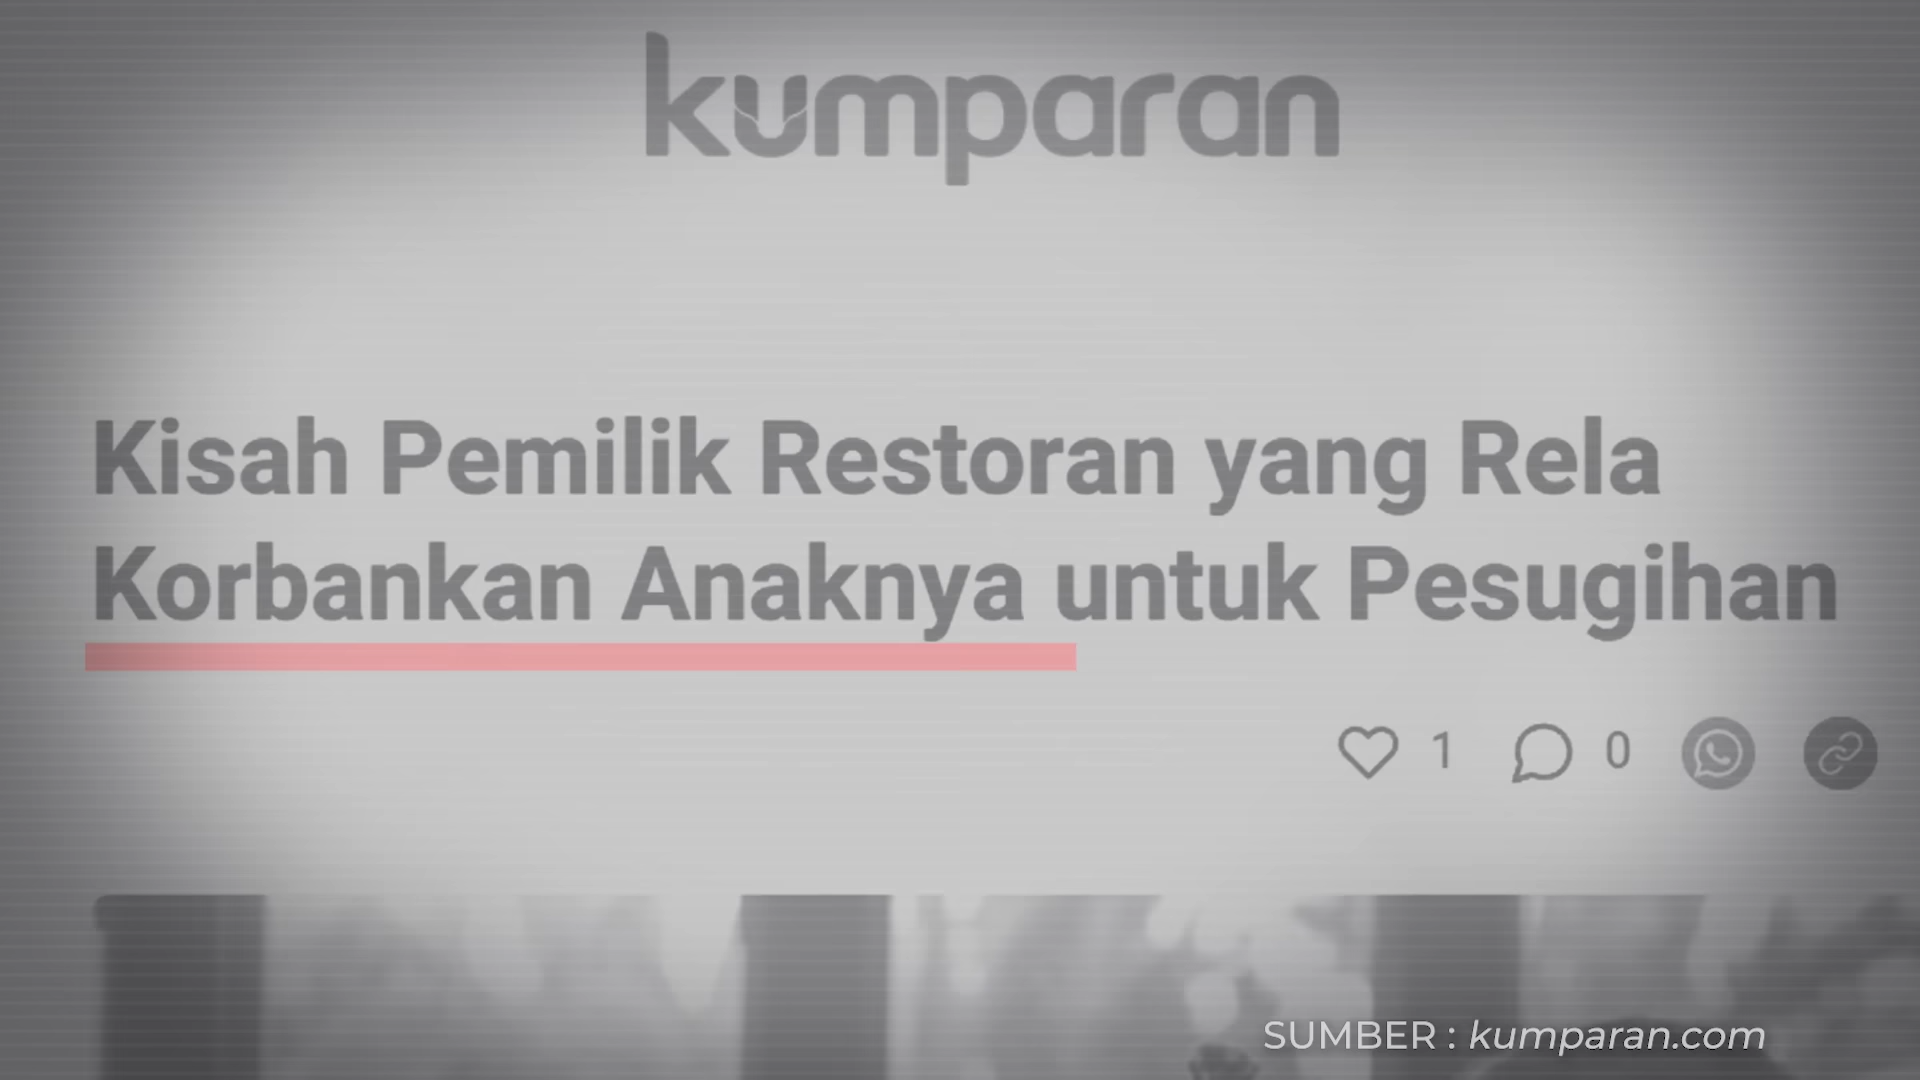 kumparan
Kisah Pemilik Restoran yang Rela
Korbankan Anaknya untuk Pesugihan
1 0
SUMBER : kumparan.com